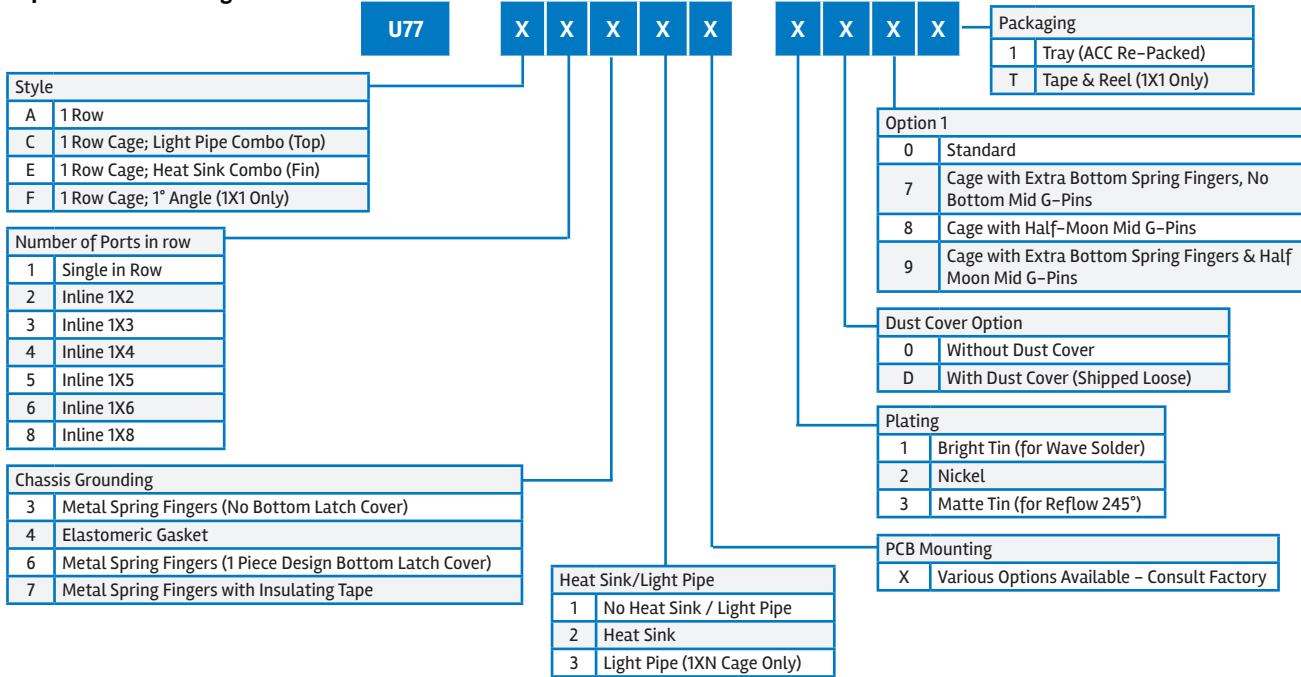 U77 X X X X X X X X X
Packaging
1 Tray (ACC Re-Packed)
T Tape & Reel (1X1 Only)
Style
A 1 Row
C 1 Row Cage; Light Pipe Combo (Top)
E 1 Row Cage; Heat Sink Combo (Fin)
F 1 Row Cage; 1° Angle (1X1 Only)
Option 1
0 Standard
7 Cage with Extra Bottom Spring Fingers, No
Bottom Mid G-Pins
8 Cage with Half-Moon Mid G-Pins
9 Cage with Extra Bottom Spring Fingers & Half
Moon Mid G-Pins
Number of Ports in row
1 Single in Row
2 Inline 1X2
3 Inline 1X3
4 Inline 1X4
5 Inline 1X5
6 Inline 1X6
8 Inline 1X8
Dust Cover Option
0 Without Dust Cover
D With Dust Cover (Shipped Loose)
Plating
1 Bright Tin (for Wave Solder)
2 Nickel
3 Matte Tin (for Reflow 245°)
Chassis Grounding
3 Metal Spring Fingers (No Bottom Latch Cover)
4 Elastomeric Gasket
6 Metal Spring Fingers (1 Piece Design Bottom Latch Cover)
7 Metal Spring Fingers with Insulating Tape
PCB Mounting
X Various Options Available - Consult Factory
Heat Sink/Light Pipe
1 No Heat Sink / Light Pipe
2 Heat Sink
3 Light Pipe (1XN Cage Only)